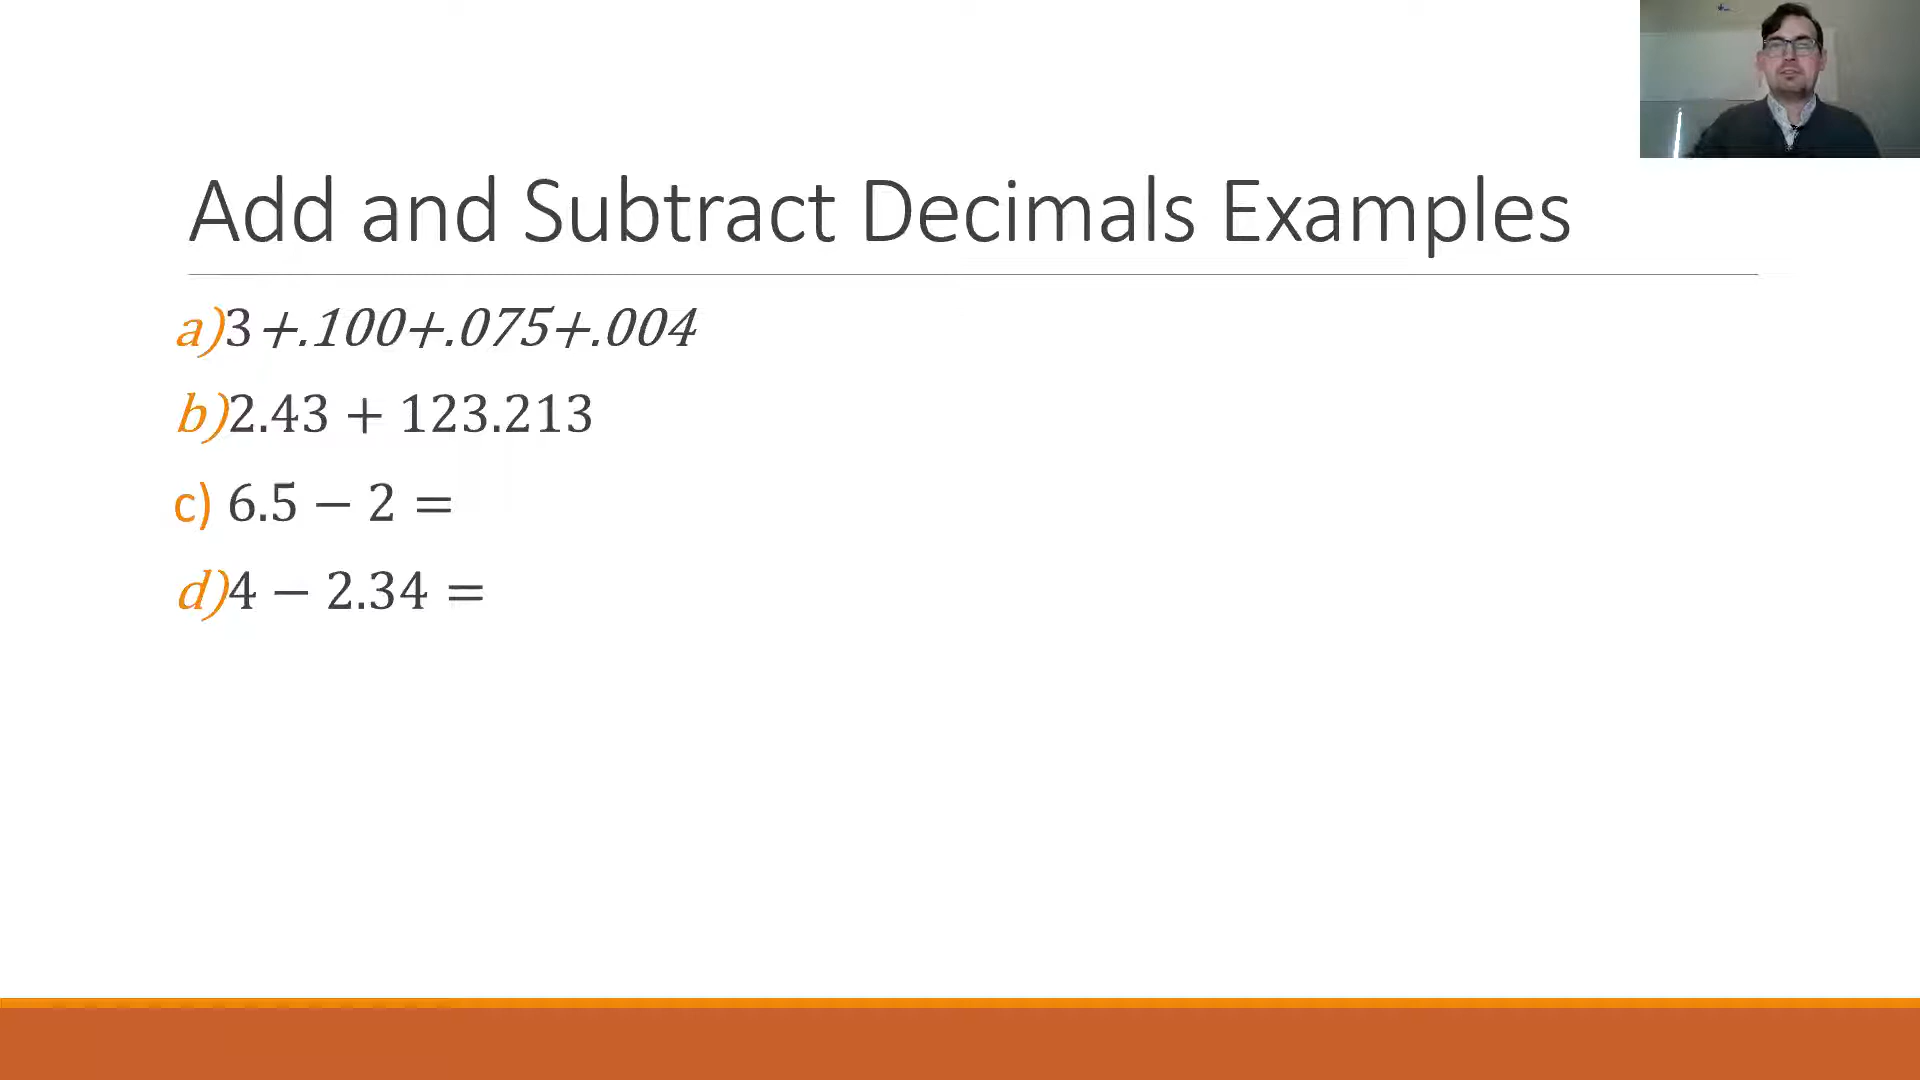 Add and Subtract Decimals Examples
a)3+.100+.075+.004
b)2.43 + 123.213
c) 6.5 − 2 =
d)4 − 2.34 =